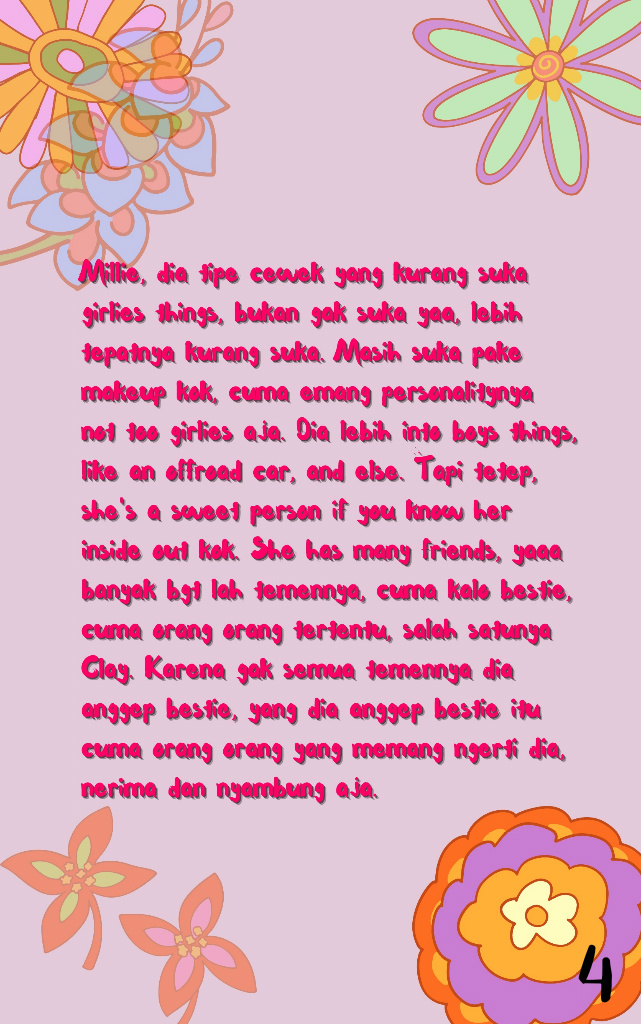 Millie, dia tipe cewek yang kurang suka
girlies things, bukan gak suka yaa, lebih
tepatnya kurang suka. Masih suka pake
makeup kok, cuma emang personalitynya
not too girlies aja. Dia lebih into boys things,
like an offroad car, and else. Tapi tetep,
she's a sweet person if you know her
inside out kok. She has many friends, yaaa
banyak bgt lah temennya, cuma kalo bestie,
cuma orang orang tertentu, salah satunya
Clay. Karena gak semua temennya dia
anggep bestie, yang dia anggep bestie itu
cuma orang orang yang memang ngerti dia,
nerima dan nyambung aja.
4